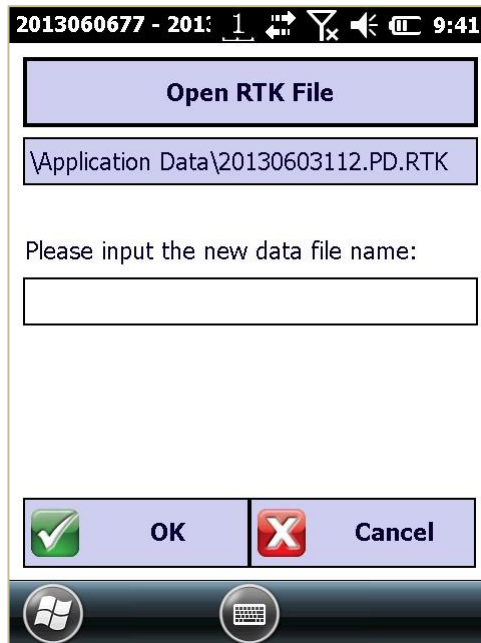 2013060677 - 201: 1 9:41
Open RTK File
\Application Data\20130603112.PD.RTK
Please input the new data file name:
OK Cancel